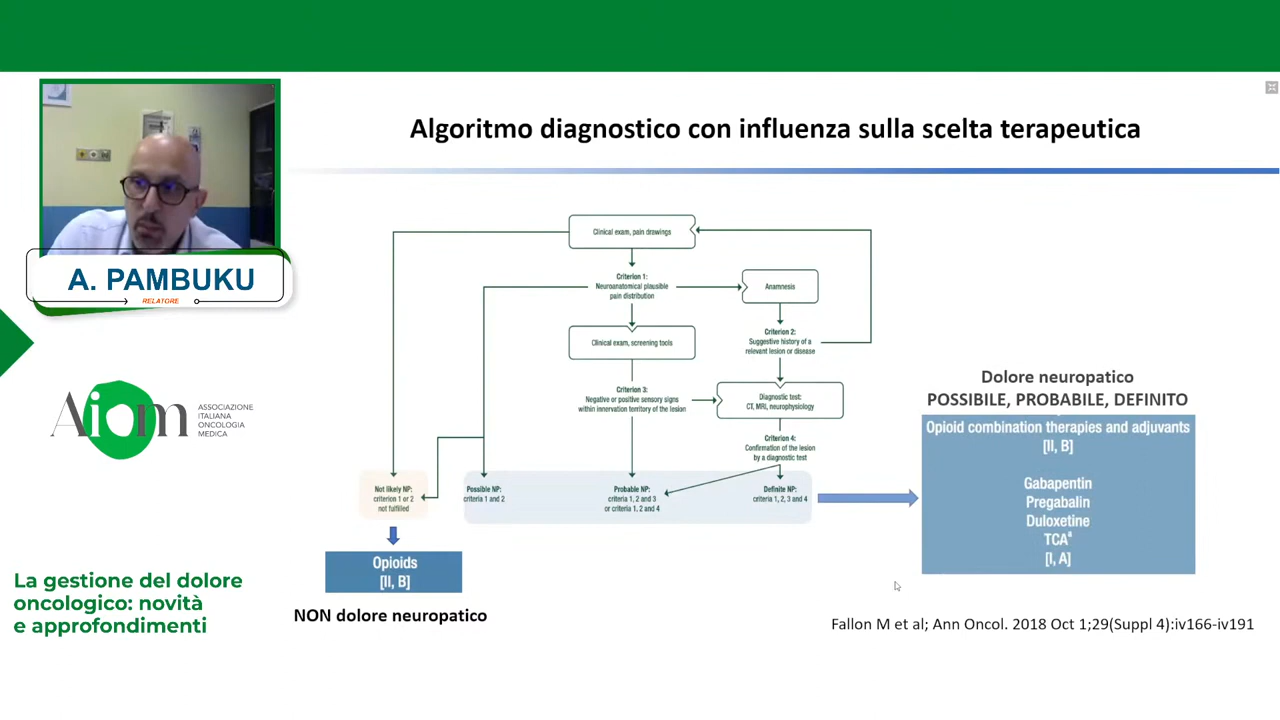 Algoritmo diagnostico con influenza sulla scelta terapeutica
A. PAMBUKU
RELATORE
Aiom
ASSOCIAZIONE
ITALIANA
ONCOLOGIA
MEDICA
La gestione del dolore
oncologico: novità
e approfondimenti
Clinical exam, pain drawings
Criterion 1:
Neuroanatomical plausible
pain distribution
Anamnesis
Clinical exam, screening tools
Criterion 2:
Suggestive history of a
relevant lesion or disease
Criterion 3:
Negative or positive sensory signs
within innervation territory of the lesion
Diagnostic test:
CT, MRI, neurophysiology
Criterion 4:
Confirmation of the lesion
by a diagnostic test
Not likely NP:
criterion 1 or 2
not fulfilled
Possible NP:
criteria 1 and 2
Probable NP:
criteria 1, 2 and 3
or criteria 1, 2 and 4
Definite NP:
criteria 1, 2, 3 and 4
Opioids
[II, B]
NON dolore neuropatico
Dolore neuropatico
POSSIBILE, PROBABILE, DEFINITO
Opioid combination therapies and adjuvants
[II, B]
Gabapentin
Pregabalin
Duloxetine
TCAª
[I, A]
Fallon M et al; Ann Oncol. 2018 Oct 1;29(Suppl 4):iv166-iv191